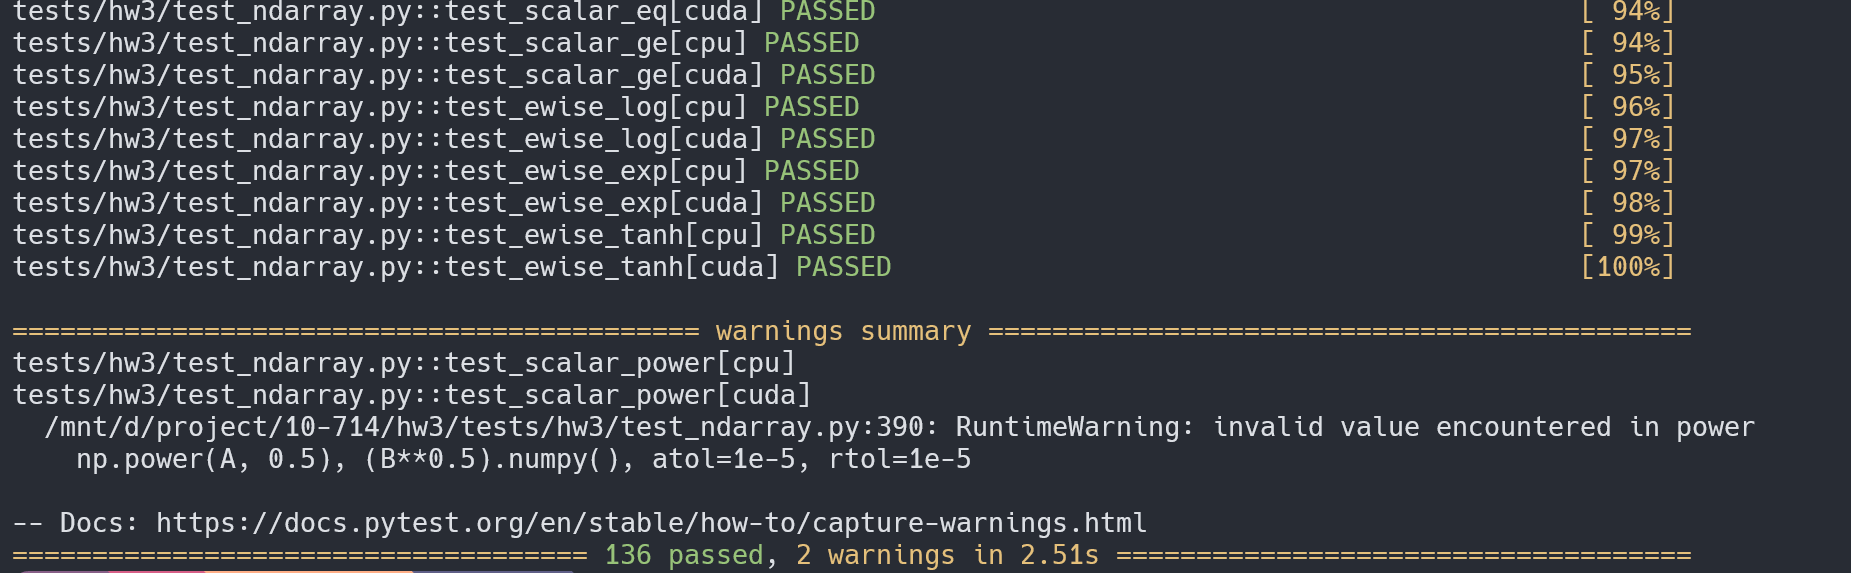 tests/hw3/test_ndarray.py::test_scalar_eq[cuda] PASSED [ 94%]
tests/hw3/test_ndarray.py::test_scalar_ge[cpu] PASSED [ 94%]
tests/hw3/test_ndarray.py::test_scalar_ge[cuda] PASSED [ 95%]
tests/hw3/test_ndarray.py::test_ewise_log[cpu] PASSED [ 96%]
tests/hw3/test_ndarray.py::test_ewise_log[cuda] PASSED [ 97%]
tests/hw3/test_ndarray.py::test_ewise_exp[cpu] PASSED [ 97%]
tests/hw3/test_ndarray.py::test_ewise_exp[cuda] PASSED [ 98%]
tests/hw3/test_ndarray.py::test_ewise_tanh[cpu] PASSED [ 99%]
tests/hw3/test_ndarray.py::test_ewise_tanh[cuda] PASSED [100%]
=========================================== warnings summary ============================================
tests/hw3/test_ndarray.py::test_scalar_power[cpu]
tests/hw3/test_ndarray.py::test_scalar_power[cuda]
/mnt/d/project/10-714/hw3/tests/hw3/test_ndarray.py:390: RuntimeWarning: invalid value encountered in power
np.power(A, 0.5), (B**0.5).numpy(), atol=1e-5, rtol=1e-5
-- Docs: https://docs.pytest.org/en/stable/how-to/capture-warnings.html
==================================== 136 passed, 2 warnings in 2.51s ====================================